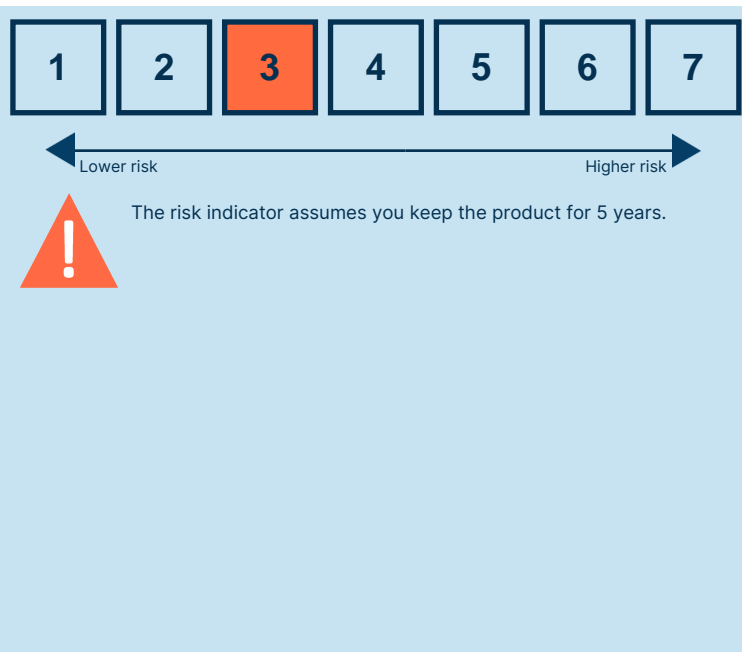 1 2 3 4 5 6 7
Lower risk Higher risk
The risk indicator assumes you keep the product for 5 years.
!